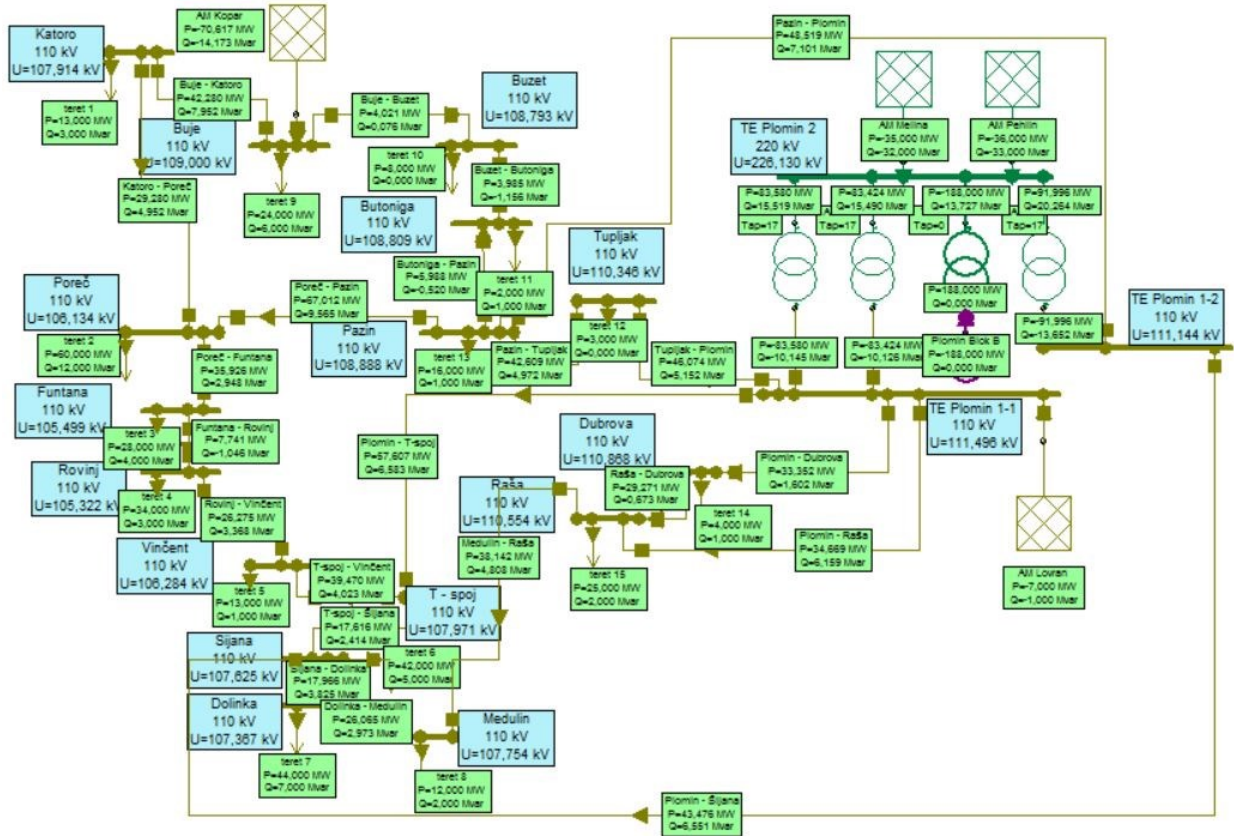 AM Kopar
P=-70,617 MW
Q=-14,173 Mvar
Katoro
110 kV
U=107,914 kV
teret 1
P=13,000 MW
Q=3,000 Mvar
Buje - Katoro
P=42,280 MW
Q=7,952 Mvar
Buje
110 kV
U=109,000 kV
Katoro - Poreč
P=29,280 MW
Q=4,952 Mvar
Buje - Buzet
P=4,021 MW
Q=0,076 Mvar
Buzet
110 kV
U=108,793 kV
teret 9
P=24,000 MW
Q=6,000 Mvar
teret 10
P=8,000 MW
Q=0,000 Mvar
Buzet - Butoniga
P=3,985 MW
Q=-1,156 Mvar
Butoniga
110 kV
U=108,809 kV
Butoniga - Pazin
P=5,988 MW
Q=-0,520 Mvar
teret 11
P=2,000 MW
Q=1,000 Mvar
Tupljak
110 kV
U=110,346 kV
Pazin - Plomin
P=48,519 MW
Q=7,101 Mvar
TE Plomin 2
220 kV
U=226,130 kV
AM Melina
P=-35,000 MW
Q=-32,000 Mvar
AM Pehlin
P=-36,000 MW
Q=-33,000 Mvar
P=83,580 MW
Q=15,519 Mvar
Tap=17
P=83,424 MW
Q=15,490 Mvar
Tap=17
P=-188,000 MW
Q=13,727 Mvar
Tap=0
P=91,996 MW
Q=20,264 Mvar
Tap=17
P=188,000 MW
Q=0,000 Mvar
Plomin Blok B
P=-188,000 MW
Q=0,000 Mvar
P=-83,580 MW
Q=-10,145 Mvar
P=-83,424 MW
Q=-10,126 Mvar
P=-91,996 MW
Q=-13,652 Mvar
TE Plomin 1-2
110 kV
U=111,144 kV
TE Plomin 1-1
110 kV
U=111,496 kV
Poreč
110 kV
U=106,134 kV
teret 2
P=60,000 MW
Q=12,000 Mvar
Poreč - Pazin
P=67,012 MW
Q=9,565 Mvar
Pazin
110 kV
U=108,888 kV
teret 13
P=16,000 MW
Q=1,000 Mvar
teret 12
P=3,000 MW
Q=0,000 Mvar
Pazin - Tupljak
P=42,609 MW
Q=4,972 Mvar
Tupljak - Plomin
P=46,074 MW
Q=5,152 Mvar
Poreč - Funtana
P=35,926 MW
Q=2,948 Mvar
Funtana
110 kV
U=105,499 kV
teret 3
P=28,000 MW
Q=4,000 Mvar
Funtana - Rovinj
P=7,741 MW
Q=-1,046 Mvar
Rovinj
110 kV
U=105,322 kV
teret 4
P=34,000 MW
Q=3,000 Mvar
Rovinj - Vinčent
P=26,275 MW
Q=3,368 Mvar
Vinčent
110 kV
U=106,284 kV
teret 5
P=13,000 MW
Q=1,000 Mvar
T-spoj - Vinčent
P=39,470 MW
Q=4,023 Mvar
T-spoj - Šijana
P=17,616 MW
Q=2,414 Mvar
Plomin - T-spoj
P=57,607 MW
Q=6,583 Mvar
T - spoj
110 kV
U=107,971 kV
Dubrova
110 kV
U=110,868 kV
Raša
110 kV
U=110,554 kV
Raša - Dubrova
P=29,271 MW
Q=0,673 Mvar
Plomin - Dubrova
P=33,352 MW
Q=1,602 Mvar
teret 14
P=4,000 MW
Q=1,000 Mvar
Plomin - Raša
P=34,669 MW
Q=6,159 Mvar
teret 15
P=25,000 MW
Q=2,000 Mvar
Medulin - Raša
P=38,142 MW
Q=4,808 Mvar
AM Lovran
P=-7,000 MW
Q=-1,000 Mvar
Šijana
110 kV
U=107,625 kV
Šijana - Dolinka
P=17,966 MW
Q=3,825 Mvar
teret 6
P=42,000 MW
Q=5,000 Mvar
Dolinka
110 kV
U=107,367 kV
Dolinka - Medulin
P=26,065 MW
Q=2,973 Mvar
Medulin
110 kV
U=107,754 kV
teret 7
P=44,000 MW
Q=7,000 Mvar
teret 8
P=12,000 MW
Q=2,000 Mvar
Plomin - Šijana
P=43,476 MW
Q=6,551 Mvar